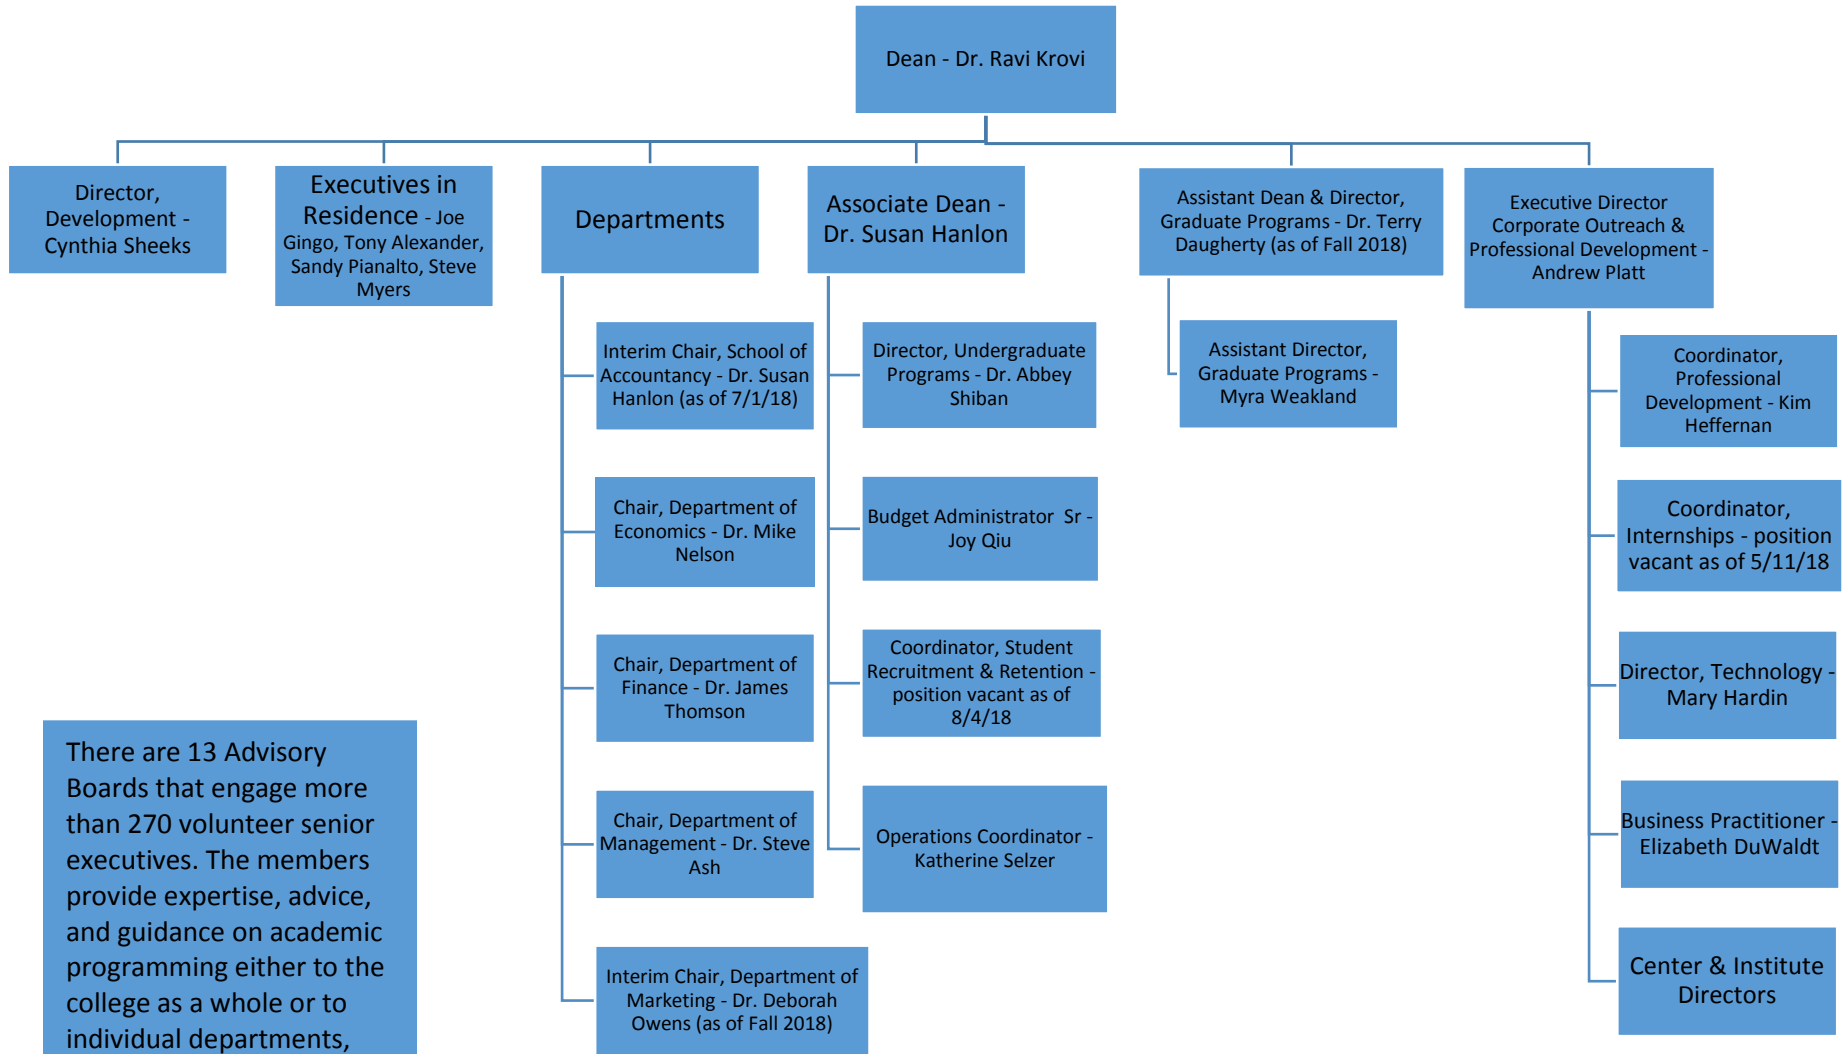 Dean - Dr. Ravi Krovi
Director,
Development -
Cynthia Sheeks
Executives in
Residence - Joe
Gingo, Tony Alexander,
Sandy Pianalto, Steve
Myers
Departments
Interim Chair, School of
Accountancy - Dr. Susan
Hanlon (as of 7/1/18)
Chair, Department of
Economics - Dr. Mike
Nelson
Chair, Department of
Finance - Dr. James
Thomson
Chair, Department of
Management - Dr. Steve
Ash
Interim Chair, Department of
Marketing - Dr. Deborah
Owens (as of Fall 2018)
Associate Dean -
Dr. Susan Hanlon
Director, Undergraduate
Programs - Dr. Abbey
Shiban
Budget Administrator  Sr -
Joy Qiu
Coordinator, Student
Recruitment & Retention -
position vacant as of
8/4/18
Operations Coordinator -
Katherine Selzer
Assistant Dean & Director,
Graduate Programs - Dr. Terry
Daugherty (as of Fall 2018)
Assistant Director,
Graduate Programs -
Myra Weakland
Executive Director
Corporate Outreach &
Professional Development -
Andrew Platt
Coordinator,
Professional
Development - Kim
Heffernan
Coordinator,
Internships - position
vacant as of 5/11/18
Director, Technology -
Mary Hardin
Business Practitioner -
Elizabeth DuWaldt
Center & Institute
Directors
There are 13 Advisory
Boards that engage more
than 270 volunteer senior
executives. The members
provide expertise, advice,
and guidance on academic
programming either to the
college as a whole or to
individual departments,